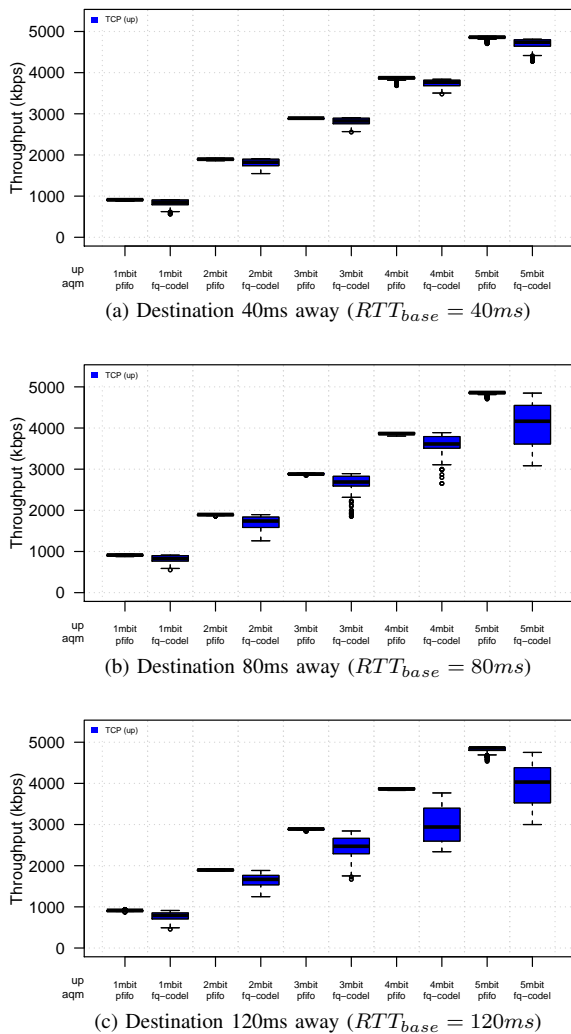 TCP (up)
5000
4000
3000
2000
1000
0
Throughput (kbps)
up 1mbit 1mbit 2mbit 2mbit 3mbit 3mbit 4mbit 4mbit 5mbit 5mbit
aqm pfifo fq−codel pfifo fq−codel pfifo fq−codel pfifo fq−codel pfifo fq−codel
(a) Destination 40ms away (RTT_base = 40ms)
TCP (up)
5000
4000
3000
2000
1000
0
Throughput (kbps)
up 1mbit 1mbit 2mbit 2mbit 3mbit 3mbit 4mbit 4mbit 5mbit 5mbit
aqm pfifo fq−codel pfifo fq−codel pfifo fq−codel pfifo fq−codel pfifo fq−codel
(b) Destination 80ms away (RTT_base = 80ms)
TCP (up)
5000
4000
3000
2000
1000
0
Throughput (kbps)
up 1mbit 1mbit 2mbit 2mbit 3mbit 3mbit 4mbit 4mbit 5mbit 5mbit
aqm pfifo fq−codel pfifo fq−codel pfifo fq−codel pfifo fq−codel pfifo fq−codel
(c) Destination 120ms away (RTT_base = 120ms)